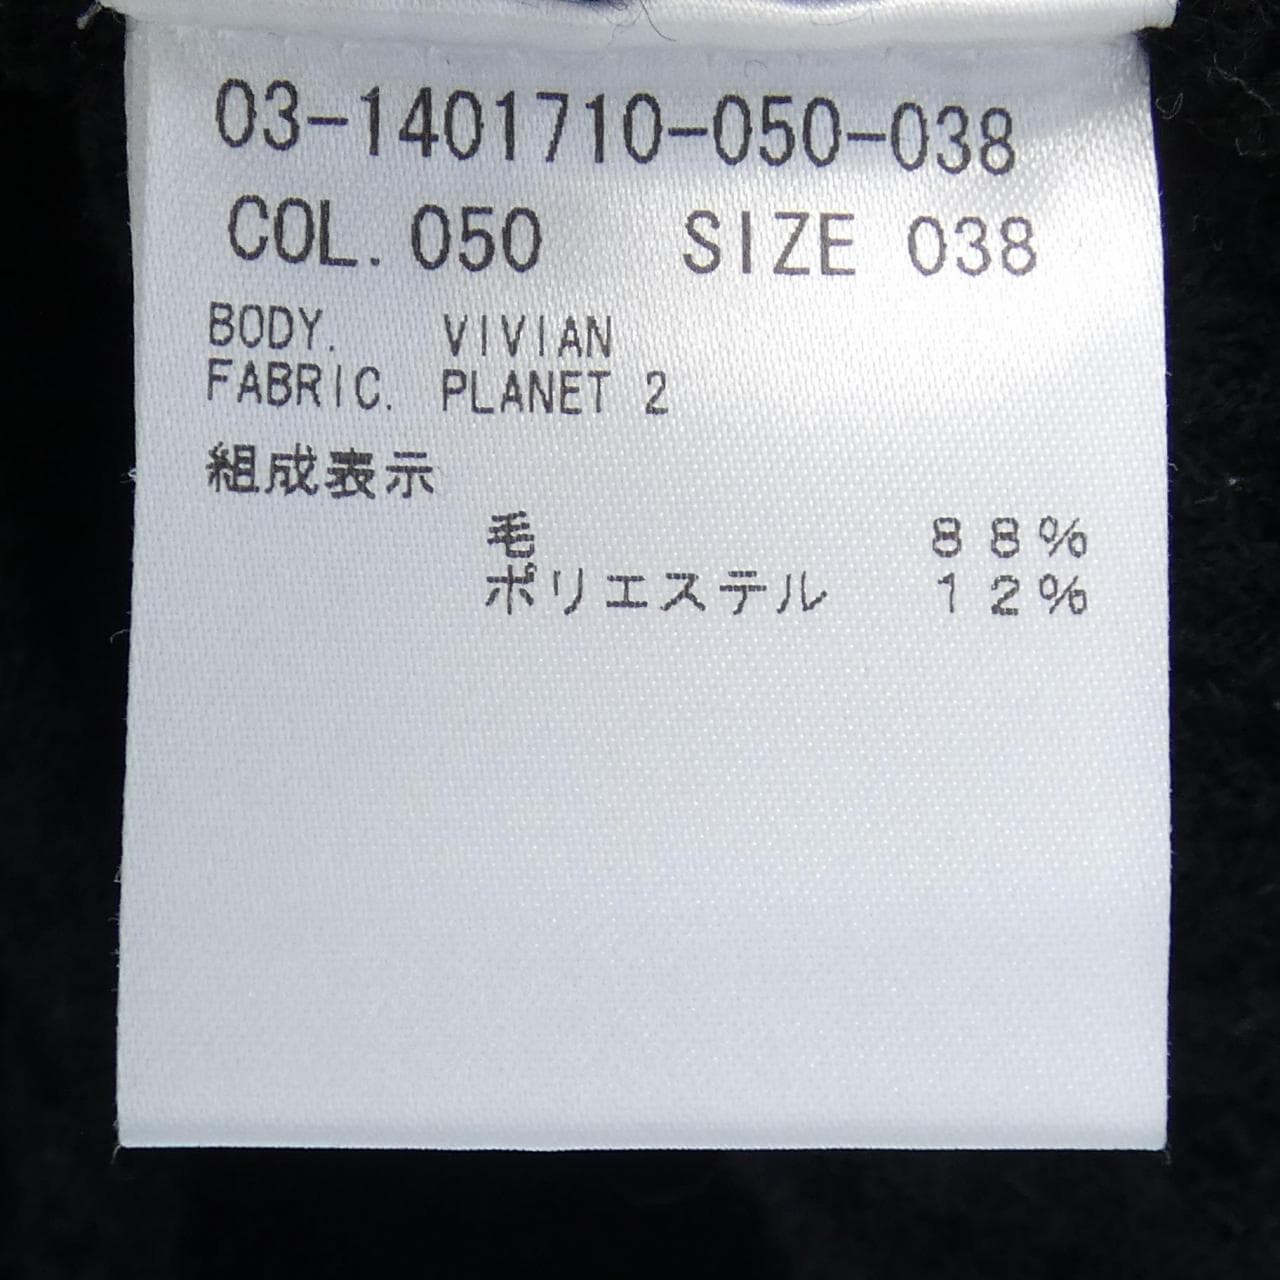 03-1401710-050-038
COL. 050 SIZE 038
BODY. VIVIAN
FABRIC. PLANET 2
組成表示
毛 88%
ポリエステル 12%